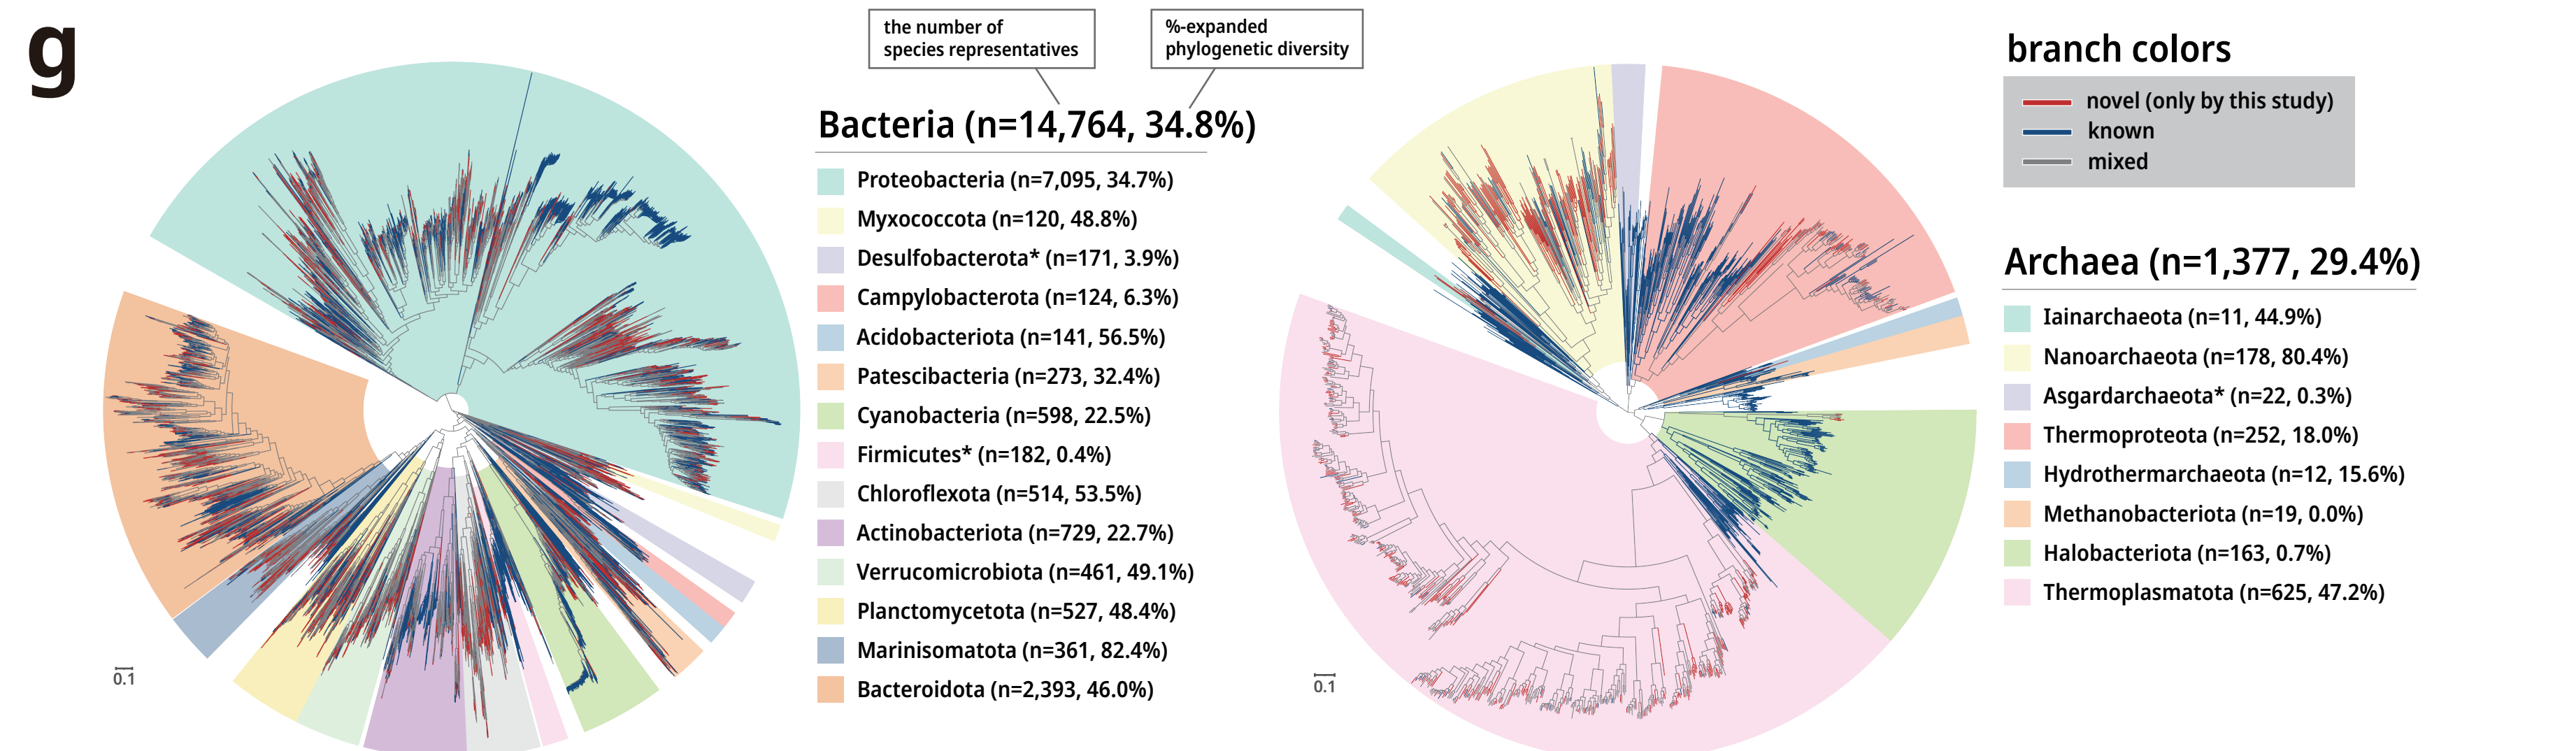 g
the number of
species representatives
%-expanded
phylogenetic diversity
Bacteria (n=14,764, 34.8%)
Proteobacteria (n=7,095, 34.7%)
Myxococcota (n=120, 48.8%)
Desulfobacterota* (n=171, 3.9%)
Campylobacterota (n=124, 6.3%)
Acidobacteriota (n=141, 56.5%)
Patescibacteria (n=273, 32.4%)
Cyanobacteria (n=598, 22.5%)
Firmicutes* (n=182, 0.4%)
Chloroflexota (n=514, 53.5%)
Actinobacteriota (n=729, 22.7%)
Verrucomicrobiota (n=461, 49.1%)
Planctomycetota (n=527, 48.4%)
Marinisomatota (n=361, 82.4%)
Bacteroidota (n=2,393, 46.0%)
0.1
0.1
branch colors
novel (only by this study)
known
mixed
Archaea (n=1,377, 29.4%)
Iainarchaeota (n=11, 44.9%)
Nanoarchaeota (n=178, 80.4%)
Asgardarchaeota* (n=22, 0.3%)
Thermoproteota (n=252, 18.0%)
Hydrothermarchaeota (n=12, 15.6%)
Methanobacteriota (n=19, 0.0%)
Halobacteriota (n=163, 0.7%)
Thermoplasmatota (n=625, 47.2%)